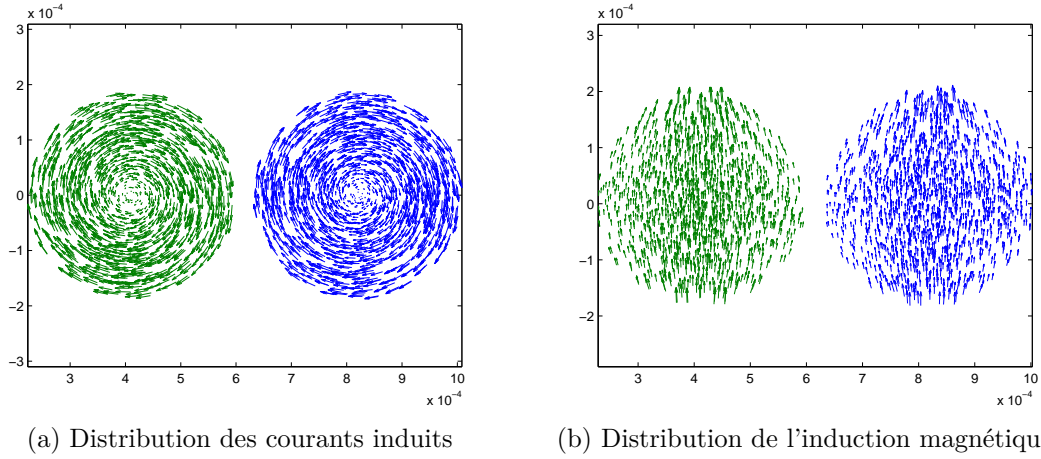 x 10⁻⁴
3
2
1
0
−1
−2
−3
3 4 5 6 7 8 9 10
x 10⁻⁴
(a) Distribution des courants induits
x 10⁻⁴
3
2
1
0
−1
−2
3 4 5 6 7 8 9 10
x 10⁻⁴
(b) Distribution de l'induction magnétiqu